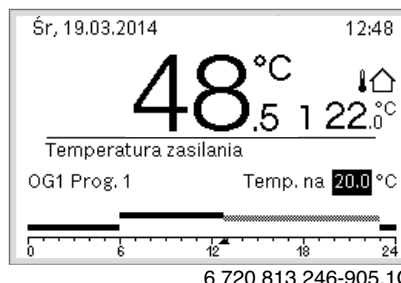 Śr, 19.03.2014 12:48
48.5 °C 1 22.0°C
Temperatura zasilania
OG1 Prog. 1 Temp. na 20.0 °C
0 6 12 18 24
6 720 813 246-905.1O